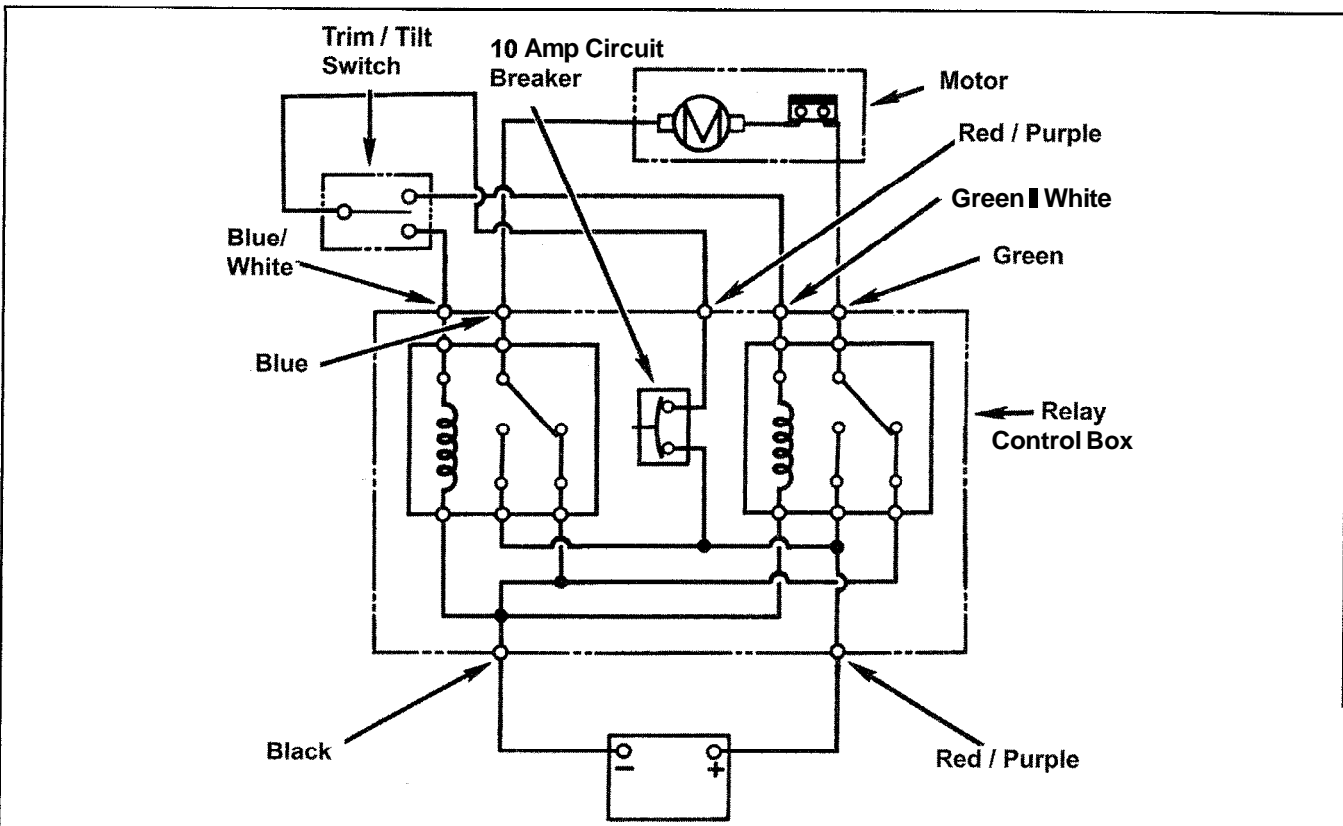 Trim / Tilt
Switch
10 Amp Circuit
Breaker
Motor
Red / Purple
Green ▌ White
Green
Blue/
White
Blue
Relay
Control Box
Black
Red / Purple
M
−
+